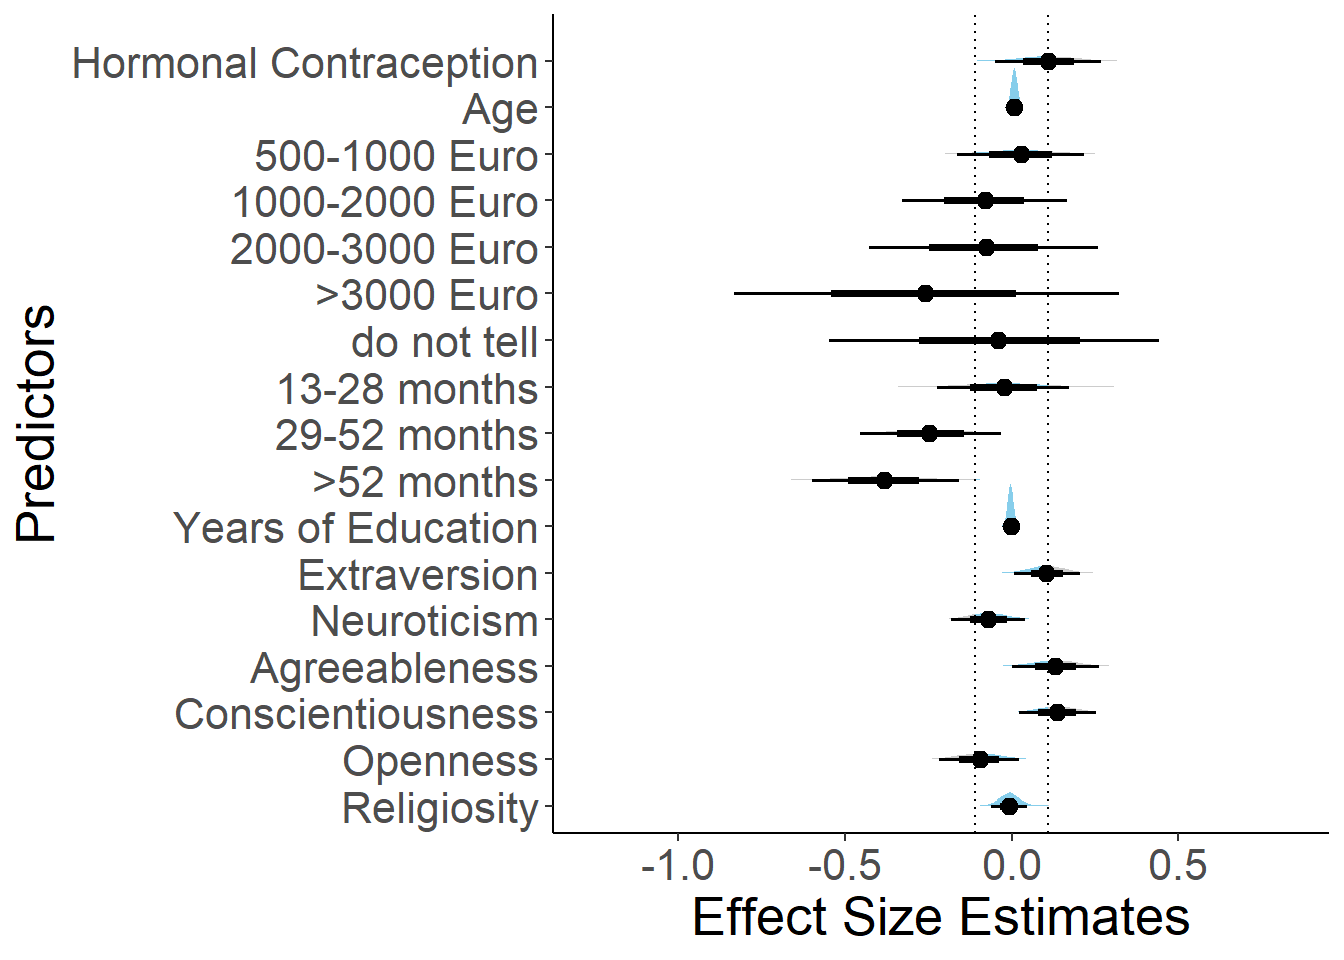 Predictors
Hormonal Contraception
Age
500-1000 Euro
1000-2000 Euro
2000-3000 Euro
>3000 Euro
do not tell
13-28 months
29-52 months
>52 months
Years of Education
Extraversion
Neuroticism
Agreeableness
Conscientiousness
Openness
Religiosity
-1.0 -0.5 0.0 0.5
Effect Size Estimates